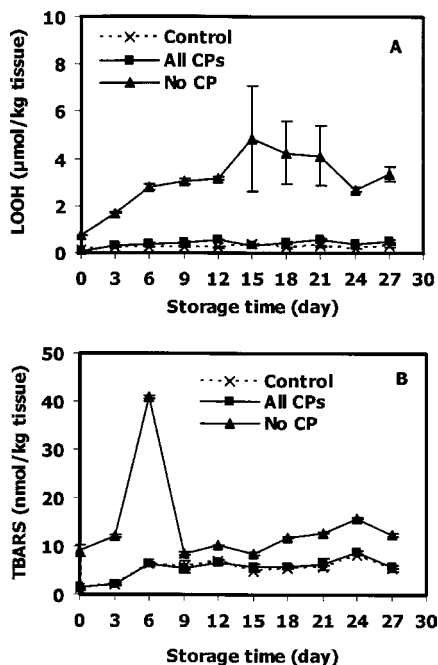 10
8
6
4
2
0
LOOH (µmol/kg tissue)
Control
All CPs
No CP
A
0 3 6 9 12 15 18 21 24 27 30
Storage time (day)
50
40
30
20
10
0
TBARS (nmol/kg tissue)
Control
All CPs
No CP
B
0 3 6 9 12 15 18 21 24 27 30
Storage time (day)